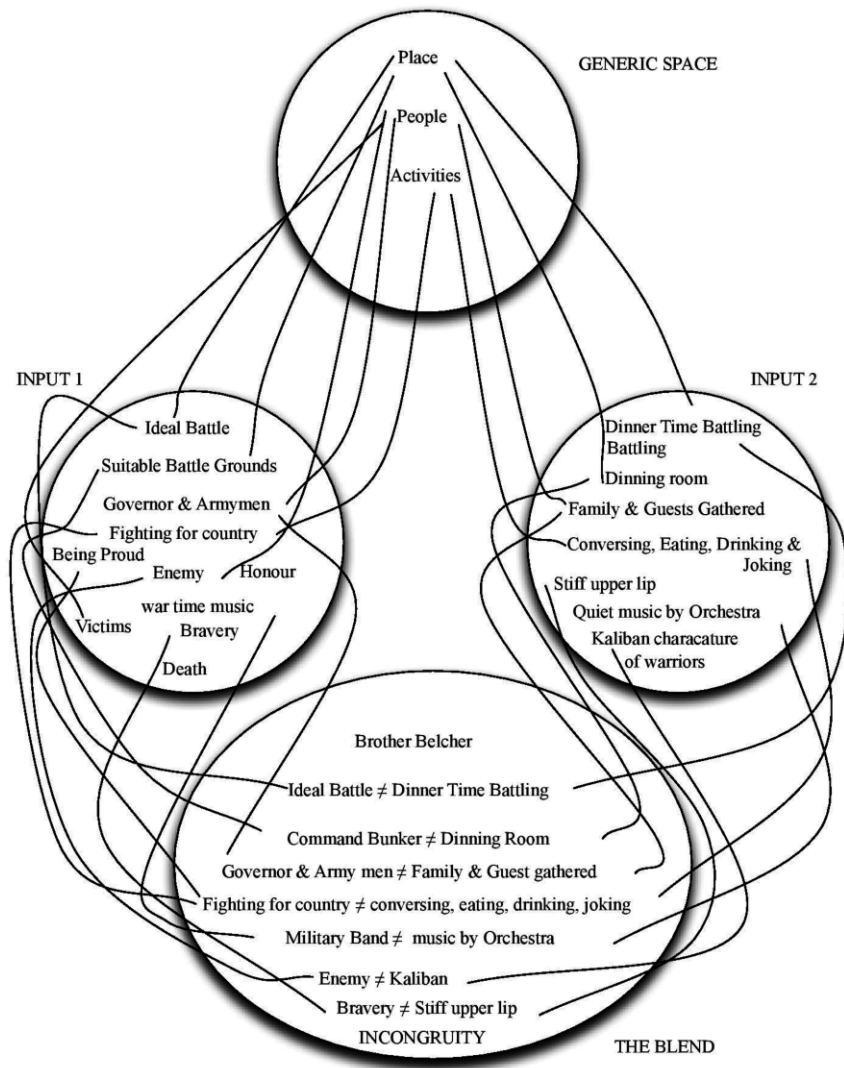 Place
GENERIC SPACE
People
Activities
INPUT 1
Ideal Battle
Suitable Battle Grounds
Governor & Armymen
Fighting for country
Being Proud
Enemy
Honour
war time music
Victims
Bravery
Death
INPUT 2
Dinner Time Battling
Battling
Dinning room
Family & Guests Gathered
Conversing, Eating, Drinking &
Joking
Stiff upper lip
Quiet music by Orchestra
Kaliban characature
of warriors
Brother Belcher
Ideal Battle ≠ Dinner Time Battling
Command Bunker ≠ Dinning Room
Governor & Army men ≠ Family & Guest gathered
Fighting for country ≠ conversing, eating, drinking, joking
Military Band ≠ music by Orchestra
Enemy ≠ Kaliban
Bravery ≠ Stiff upper lip
INCONGRUITY
THE BLEND